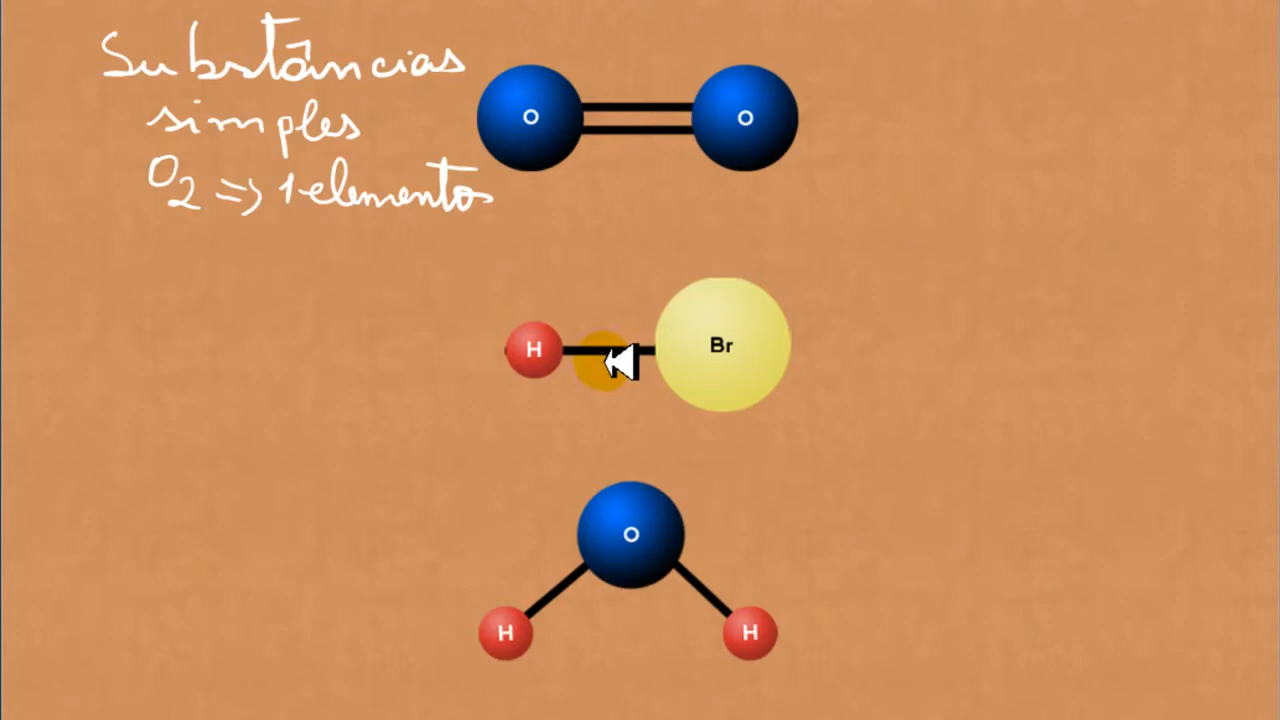 Substâncias
simples
O2 => 1 elemento
O O
H Br
O
H H